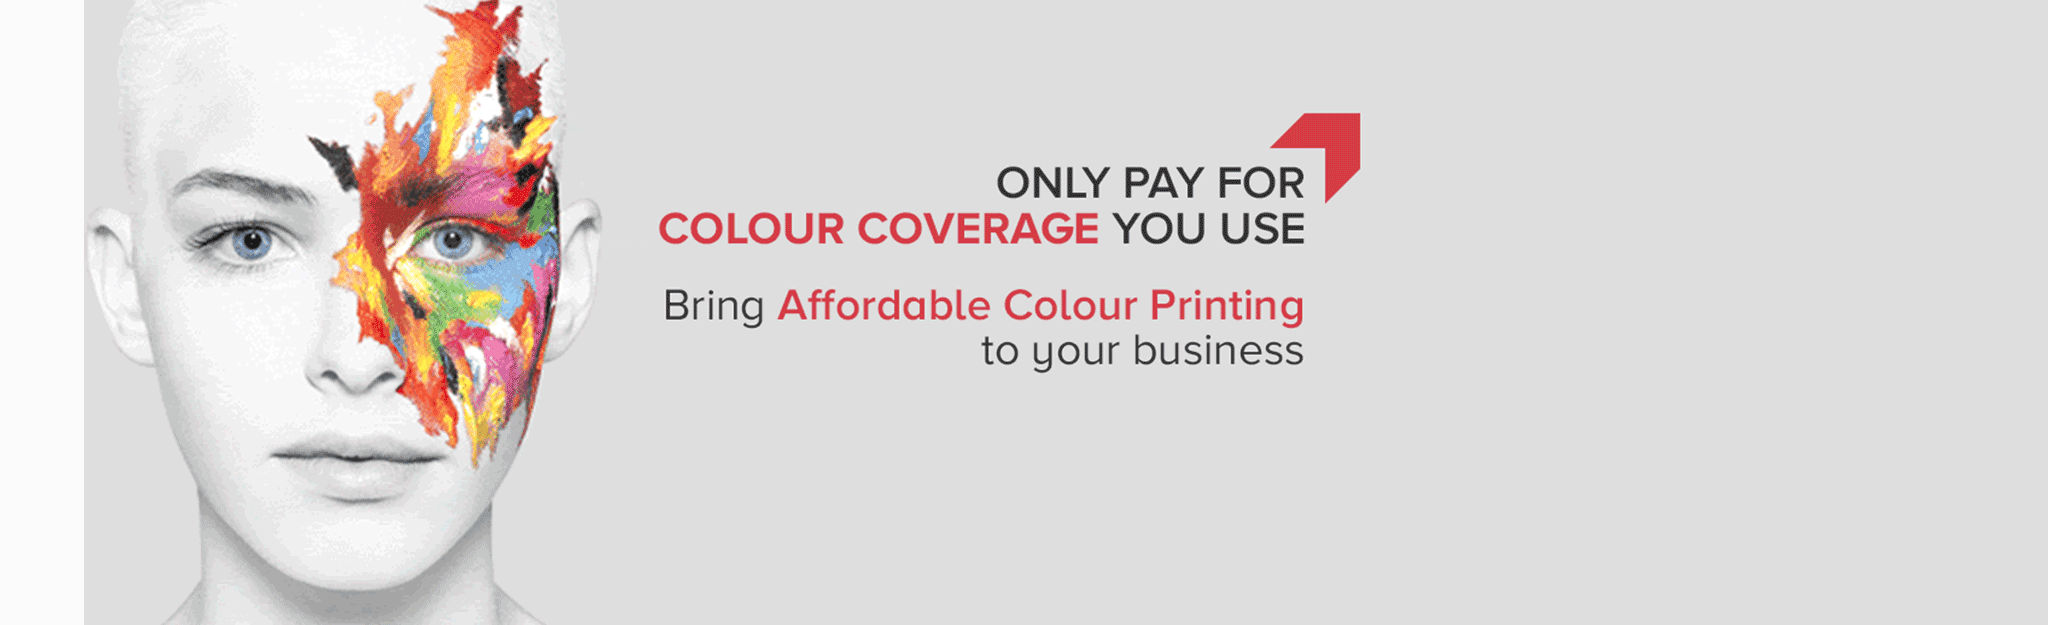 ONLY PAY FOR
COLOUR COVERAGE YOU USE
Bring Affordable Colour Printing
to your business